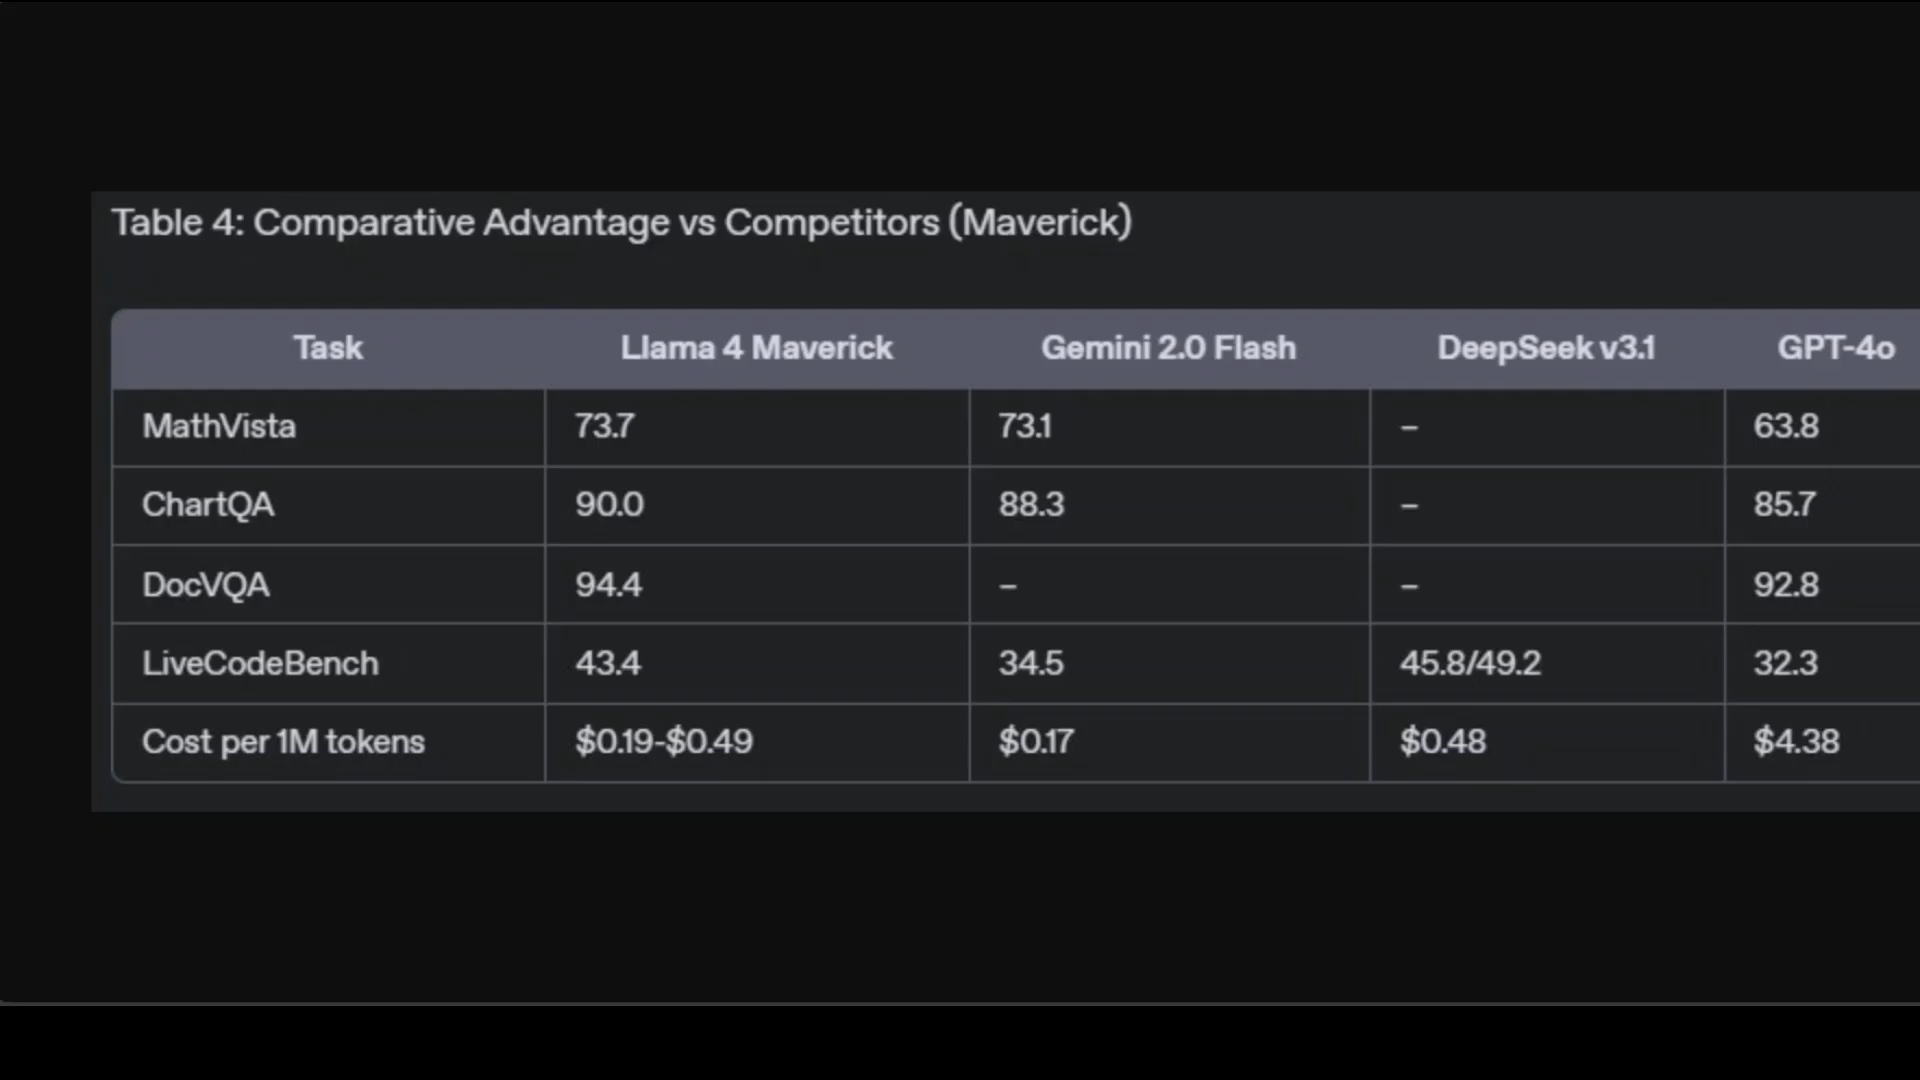 Table 4: Comparative Advantage vs Competitors (Maverick)
Task Llama 4 Maverick Gemini 2.0 Flash DeepSeek v3.1 GPT-4o
MathVista 73.7 73.1 – 63.8
ChartQA 90.0 88.3 – 85.7
DocVQA 94.4 – – 92.8
LiveCodeBench 43.4 34.5 45.8/49.2 32.3
Cost per 1M tokens $0.19-$0.49 $0.17 $0.48 $4.38